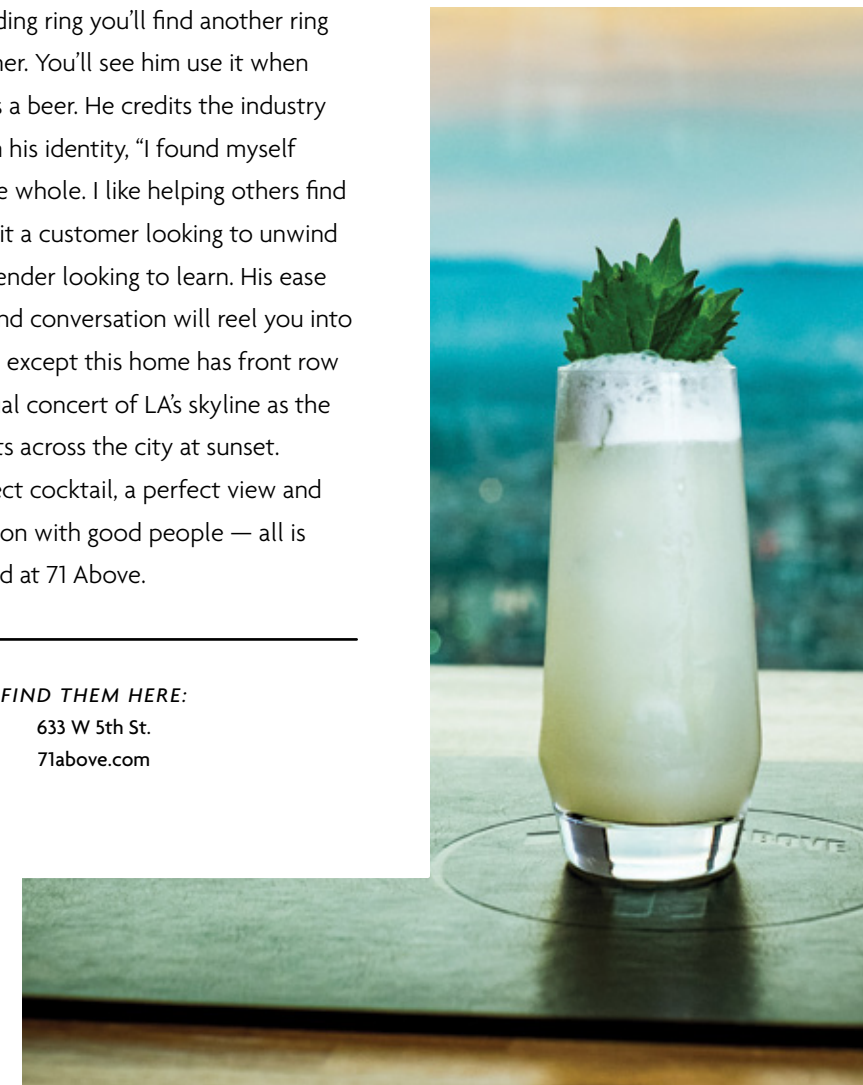 ding ring you’ll find another ring
ner. You’ll see him use it when
s a beer. He credits the industry
n his identity, “I found myself
e whole. I like helping others find
it a customer looking to unwind
ender looking to learn. His ease
nd conversation will reel you into
, except this home has front row
al concert of LA’s skyline as the
ts across the city at sunset.
ect cocktail, a perfect view and
on with good people — all is
d at 71 Above.
FIND THEM HERE:
633 W 5th St.
71above.com
BOVE